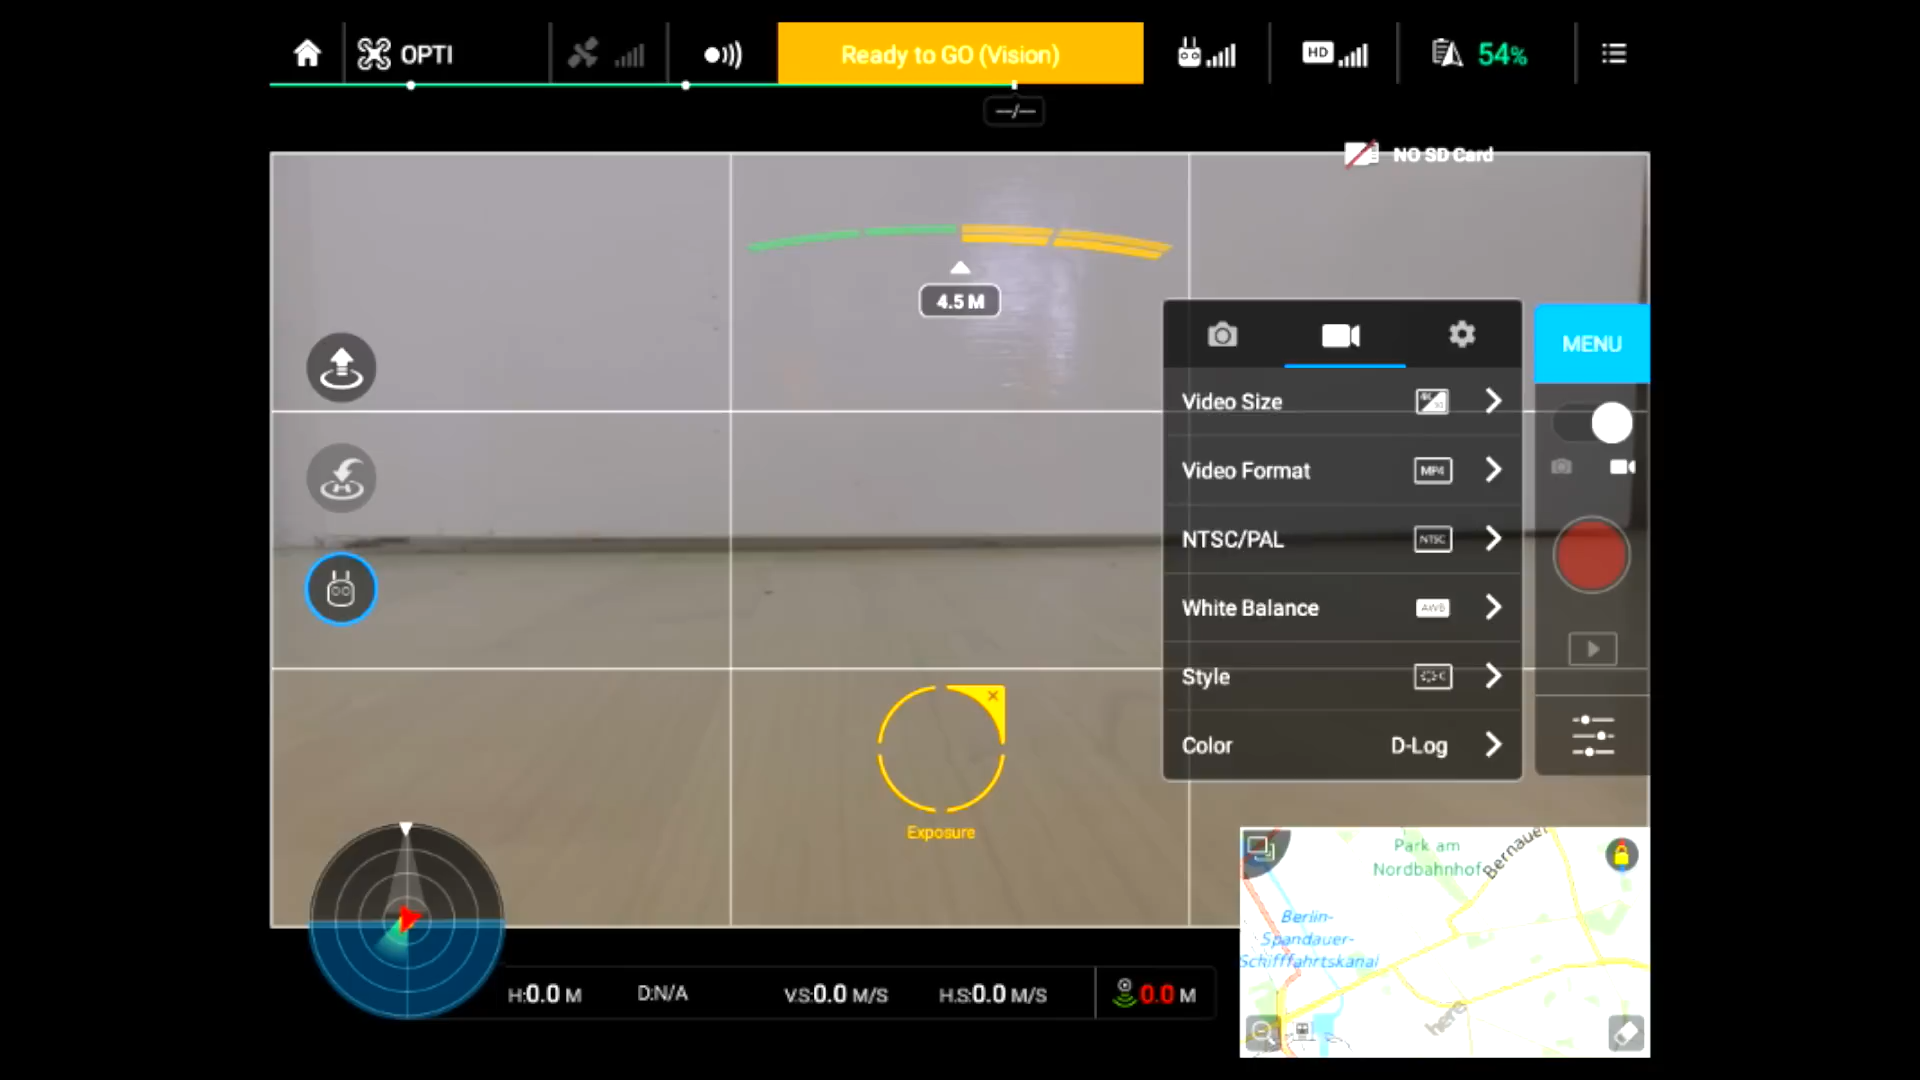 OPTI
Ready to GO (Vision)
HD
54%
--/--
NO SD Card
4.5 M
MENU
Video Size
Video Format
MP4
NTSC/PAL
NTSC
White Balance
AWB
Style
Color
D-Log
Exposure
H:0.0 M
D:N/A
V.S:0.0 M/S
H.S:0.0 M/S
0.0 M
Park am
Nordbahnhof
Bernauer
Berlin-
Spandauer-
Schifffahrtskanal
here